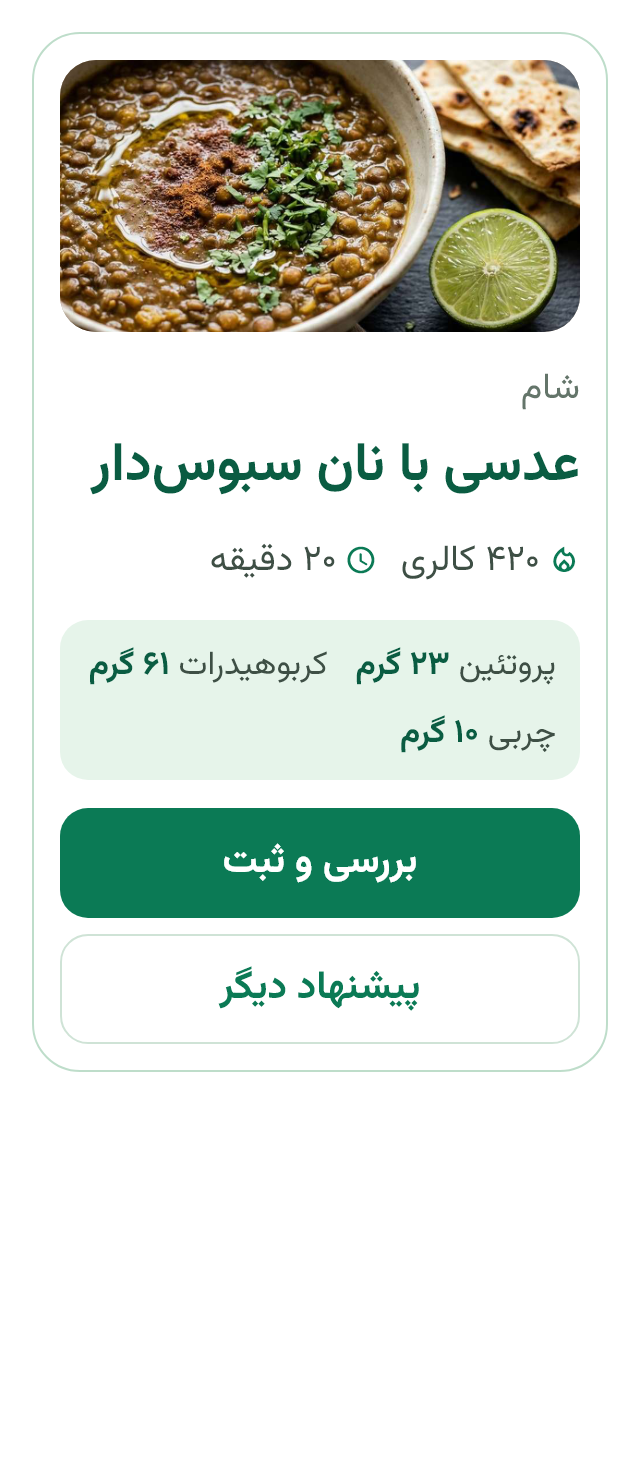 شام
عدسی با نان سبوس‌دار
۴۲۰ کالری ۲۰ دقیقه
پروتئین ۲۳ گرم کربوهیدرات ۶۱ گرم
چربی ۱۰ گرم
بررسی و ثبت
پیشنهاد دیگر